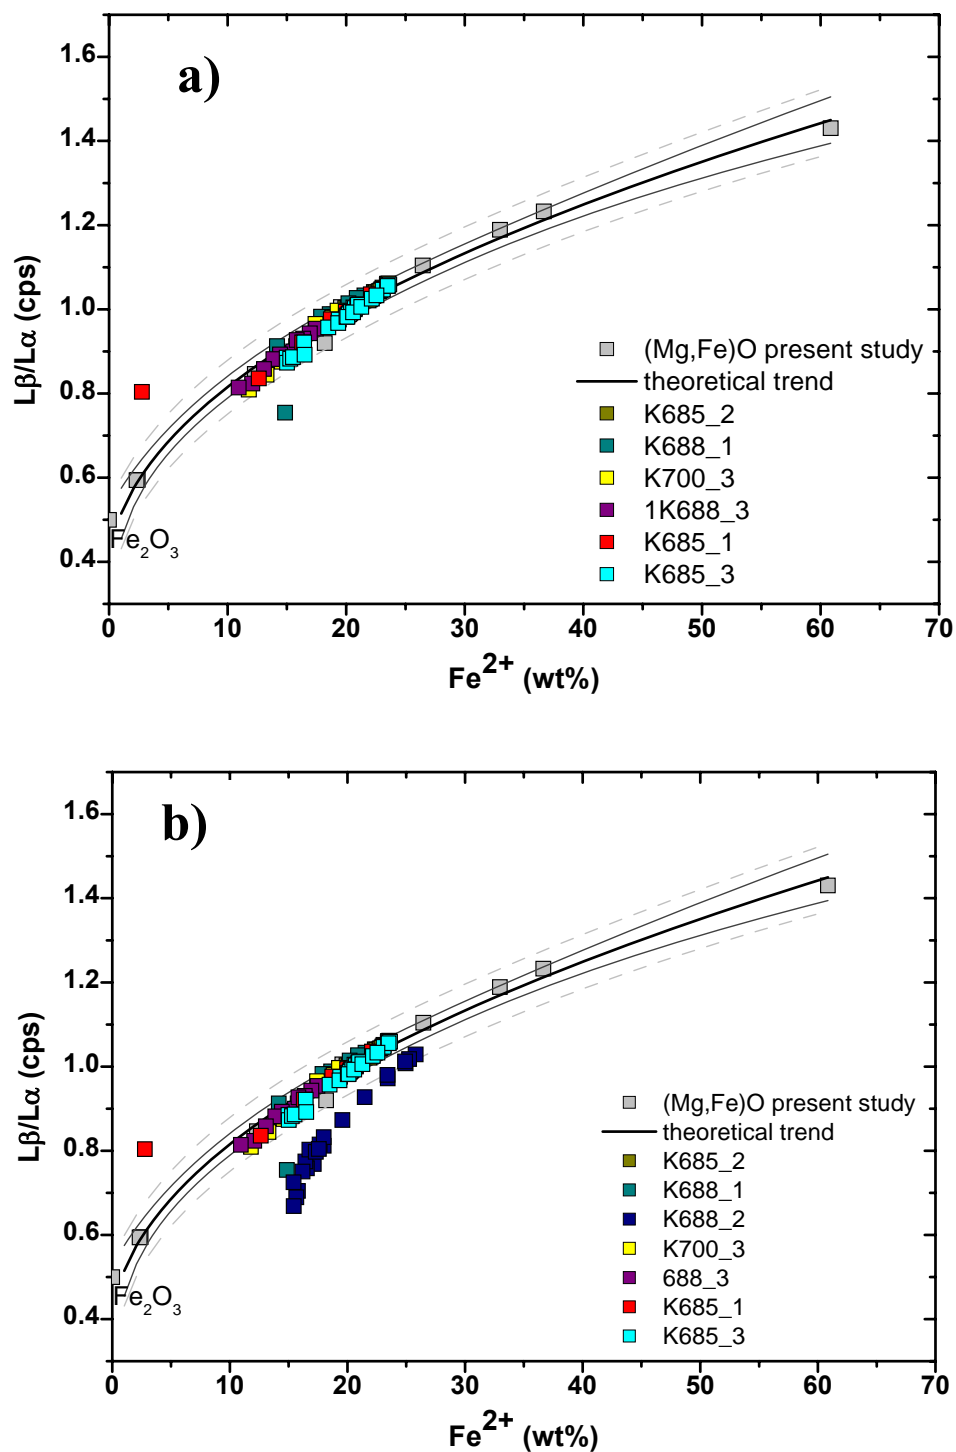 a)
1.6
1.4
1.2
1.0
0.8
0.6
0.4
Lβ/Lα (cps)
(Mg,Fe)O present study
theoretical trend
K685_2
K688_1
K700_3
1K688_3
K685_1
K685_3
Fe2O3
0 10 20 30 40 50 60 70
Fe2+ (wt%)
b)
1.6
1.4
1.2
1.0
0.8
0.6
0.4
Lβ/Lα (cps)
(Mg,Fe)O present study
theoretical trend
K685_2
K688_1
K688_2
K700_3
688_3
K685_1
K685_3
Fe2O3
0 10 20 30 40 50 60 70
Fe2+ (wt%)